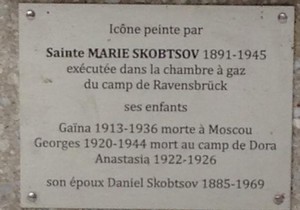 Icône peinte par
Sainte MARIE SKOBTSOV 1891-1945
exécutée dans la chambre à gaz
du camp de Ravensbrück
ses enfants
Gaïna 1913-1936 morte à Moscou
Georges 1920-1944 mort au camp de Dora
Anastasia 1922-1926
son époux Daniel Skobtsov 1885-1969